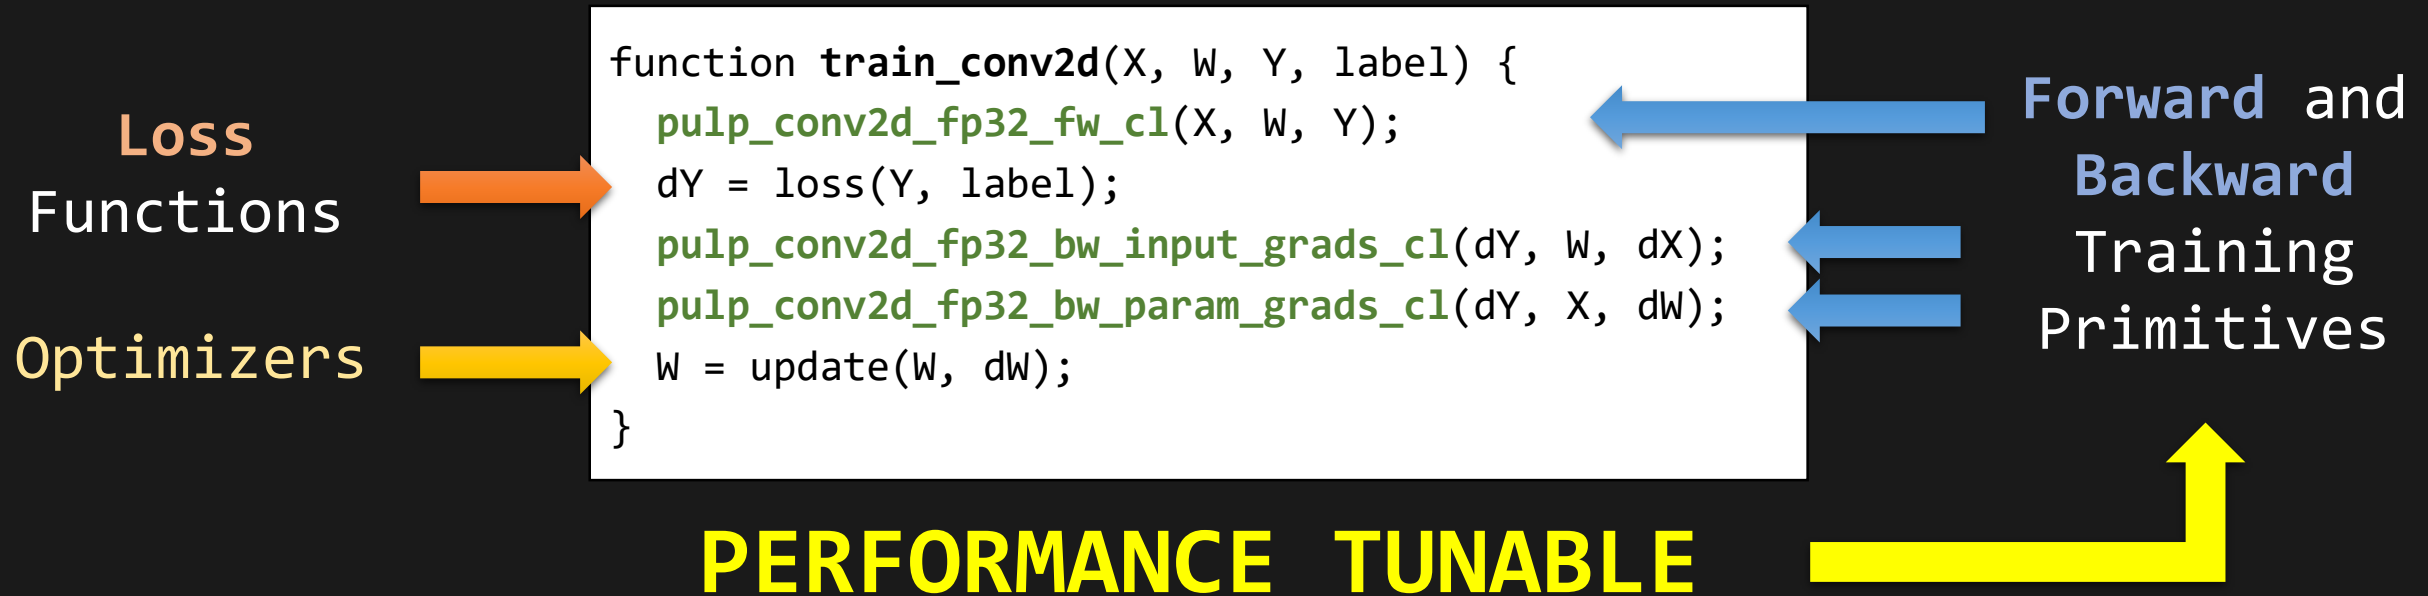 Loss
Functions
Optimizers
function train_conv2d(X, W, Y, label) {
pulp_conv2d_fp32_fw_cl(X, W, Y);
dY = loss(Y, label);
pulp_conv2d_fp32_bw_input_grads_cl(dY, W, dX);
pulp_conv2d_fp32_bw_param_grads_cl(dY, X, dW);
W = update(W, dW);
}
Forward and
Backward
Training
Primitives
PERFORMANCE TUNABLE